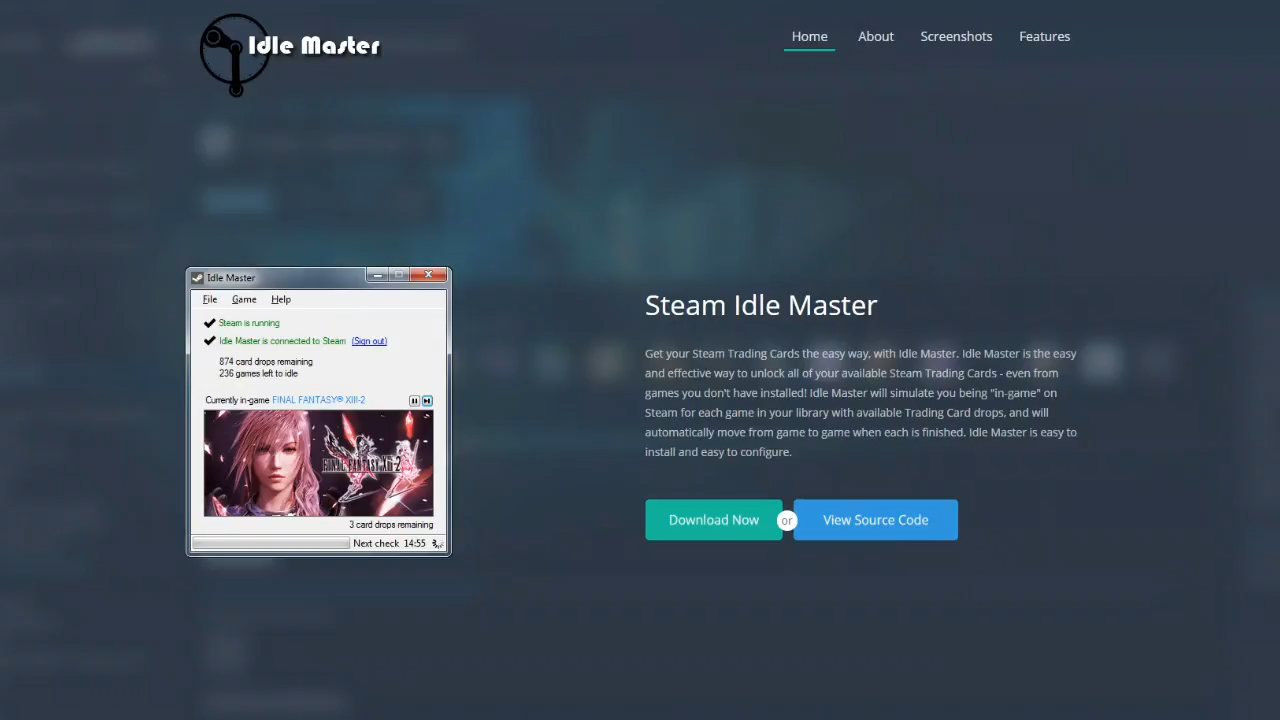 Idle Master
Home
About
Screenshots
Features
Idle Master
File
Game
Help
Steam is running
Idle Master is connected to Steam (Sign out)
874 card drops remaining
236 games left to idle
Currently in-game FINAL FANTASY® XIII-2
FINAL FANTASY XIII-2
3 card drops remaining
Next check 14:55
Steam Idle Master
Get your Steam Trading Cards the easy way, with Idle Master. Idle Master is the easy
and effective way to unlock all of your available Steam Trading Cards - even from
games you don't have installed! Idle Master will simulate you being "in-game" on
Steam for each game in your library with available Trading Card drops, and will
automatically move from game to game when each is finished. Idle Master is easy to
install and easy to configure.
Download Now
or
View Source Code